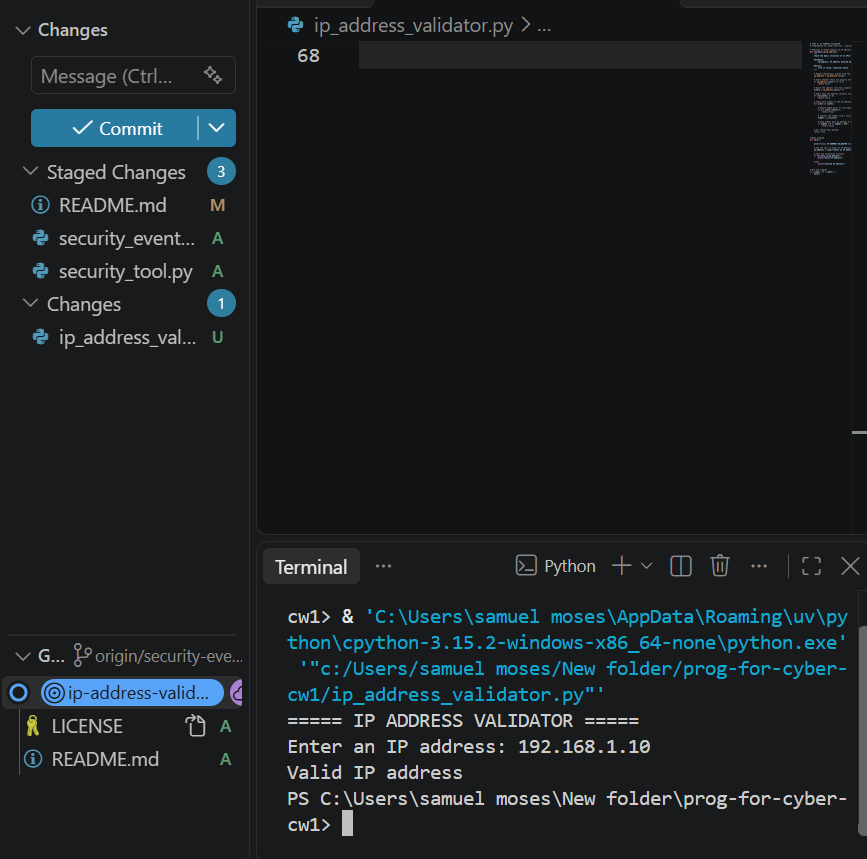 Changes
Message (Ctrl...
Commit
Staged Changes 3
README.md M
security_event... A
security_tool.py A
Changes 1
ip_address_val... U
G... origin/security-eve...
ip-address-valid...
LICENSE A
README.md A
ip_address_validator.py > ...
68
Terminal ... Python
cw1> & 'C:\Users\samuel moses\AppData\Roaming\uv\py
thon\cpython-3.15.2-windows-x86_64-none\python.exe'
'"c:/Users/samuel moses/New folder/prog-for-cyber-
cw1/ip_address_validator.py"'
===== IP ADDRESS VALIDATOR =====
Enter an IP address: 192.168.1.10
Valid IP address
PS C:\Users\samuel moses\New folder\prog-for-cyber-
cw1>